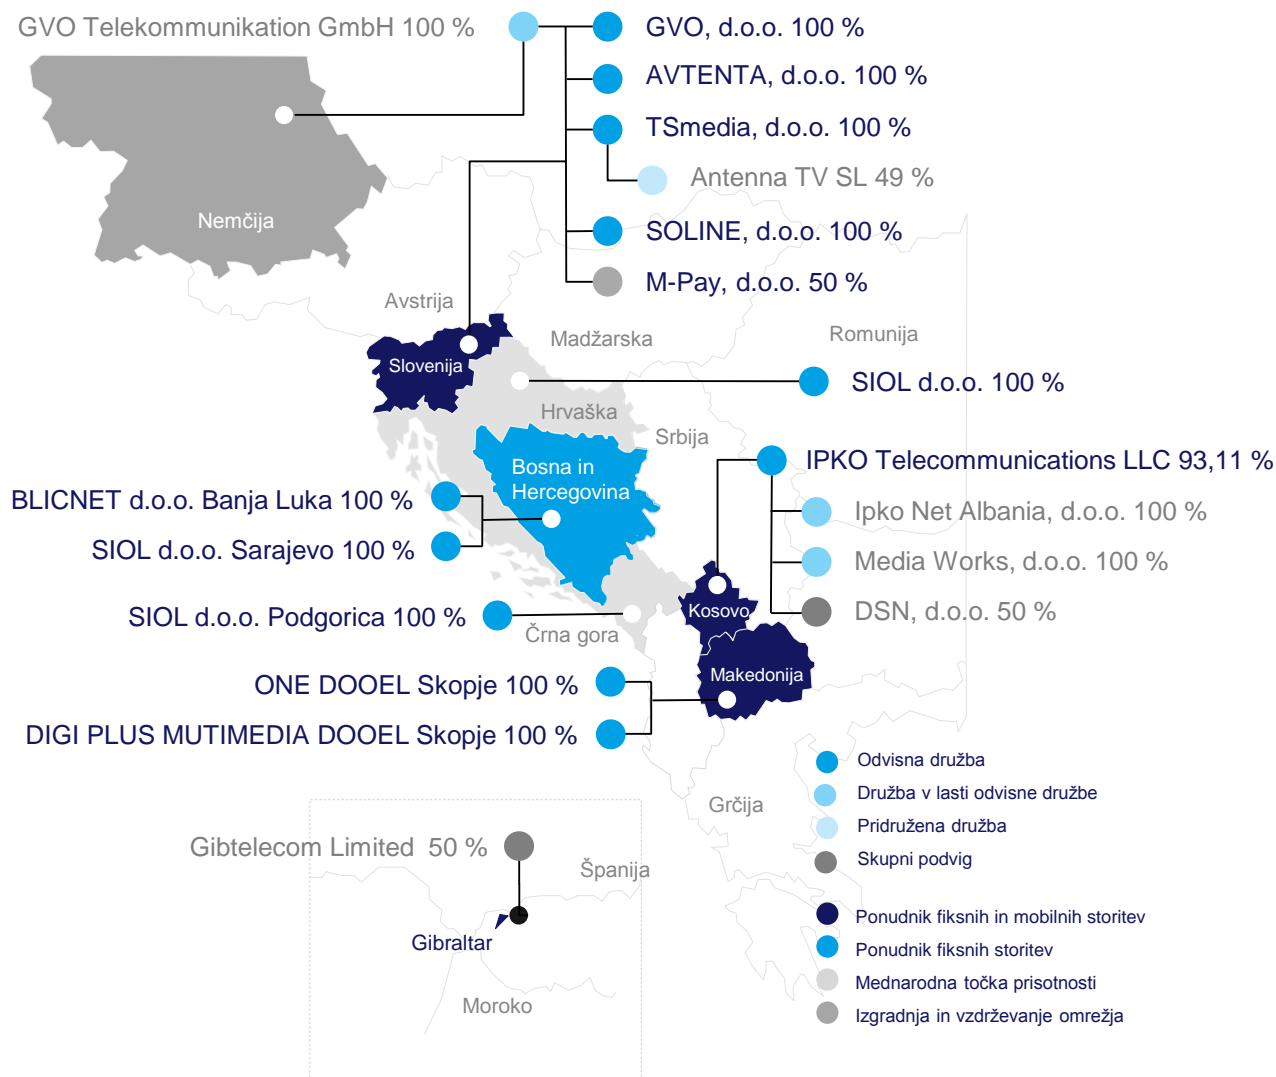 GVO Telekommunikation GmbH 100 %
GVO, d.o.o. 100 %
AVTENTA, d.o.o. 100 %
TSmedia, d.o.o. 100 %
Antenna TV SL 49 %
SOLINE, d.o.o. 100 %
M-Pay, d.o.o. 50 %
Nemčija
Avstrija
Madžarska
Romunija
Slovenija
SIOL d.o.o. 100 %
Hrvaška
Srbija
Bosna in
Hercegovina
IPKO Telecommunications LLC 93,11 %
Ipko Net Albania, d.o.o. 100 %
Media Works, d.o.o. 100 %
DSN, d.o.o. 50 %
BLICNET d.o.o. Banja Luka 100 %
SIOL d.o.o. Sarajevo 100 %
SIOL d.o.o. Podgorica 100 %
Črna gora
Kosovo
Makedonija
ONE DOOEL Skopje 100 %
DIGI PLUS MUTIMEDIA DOOEL Skopje 100 %
Grčija
Odvisna družba
Družba v lasti odvisne družbe
Pridružena družba
Skupni podvig
Ponudnik fiksnih in mobilnih storitev
Ponudnik fiksnih storitev
Mednarodna točka prisotnosti
Izgradnja in vzdrževanje omrežja
Gibtelecom Limited 50 %
Španija
Gibraltar
Moroko